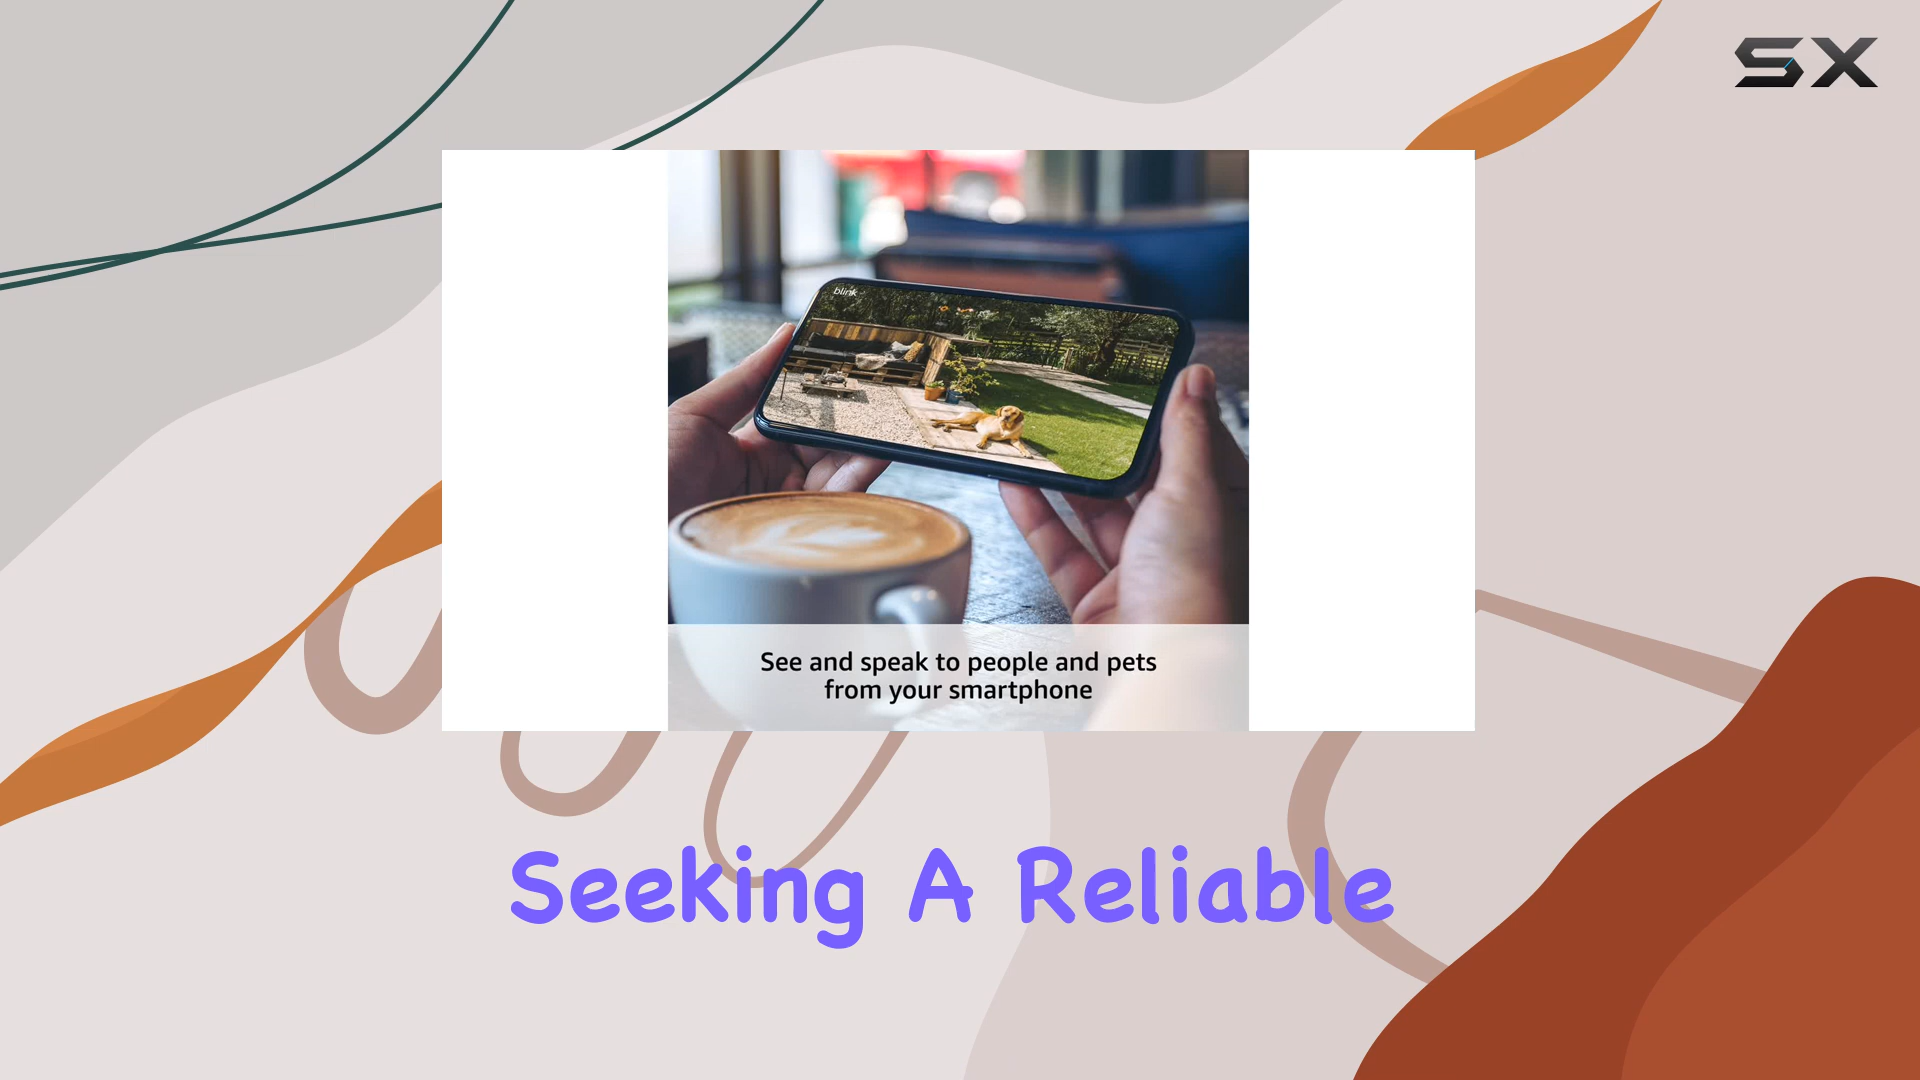 SX
blink
See and speak to people and pets
from your smartphone
Seeking A Reliable